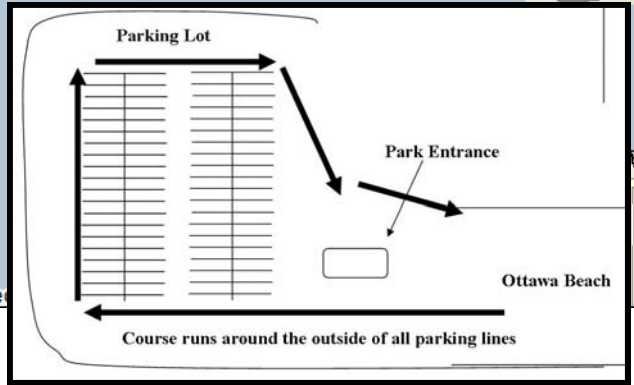 Parking Lot
Park Entrance
Ottawa Beach
Course runs around the outside of all parking lines